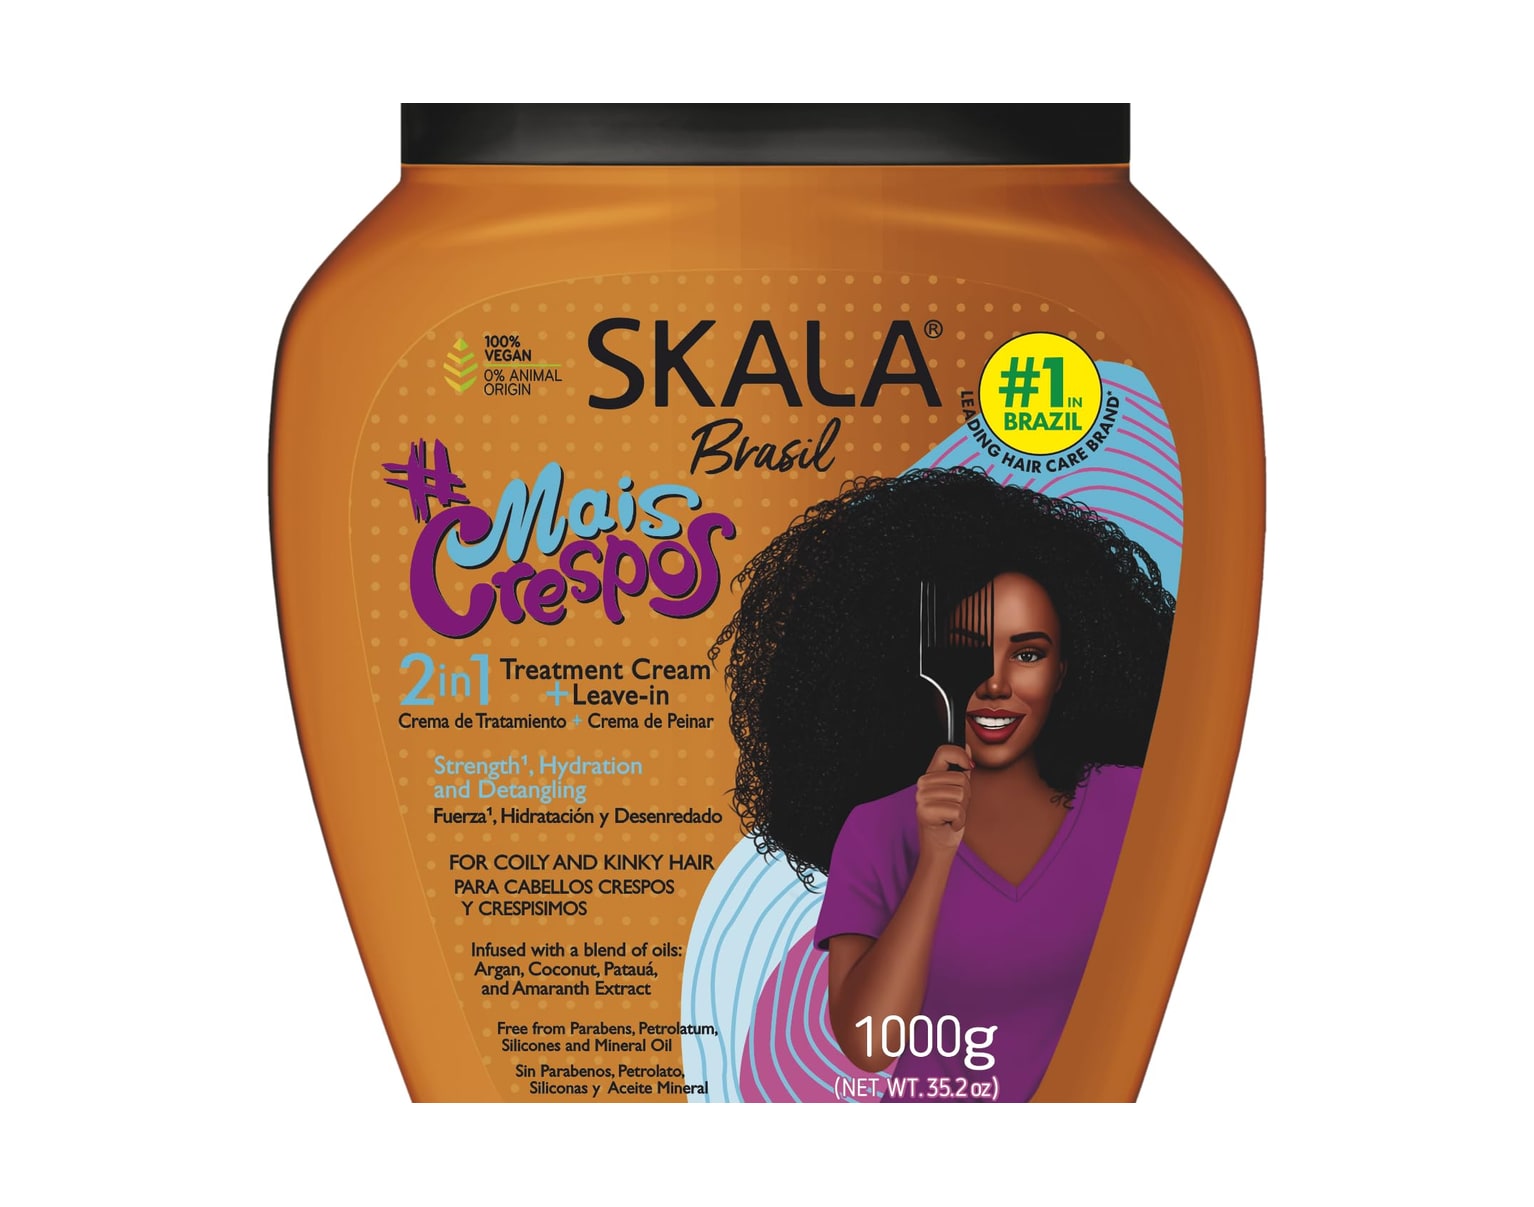 100%
VEGAN
0% ANIMAL
ORIGIN
SKALA®
Brasil
#1 IN
BRAZIL
LEADING HAIR CARE BRAND*
#Mais
Crespos
2in1 Treatment Cream
+Leave-in
Crema de Tratamiento + Crema de Peinar
Strength¹, Hydration
and Detangling
Fuerza¹, Hidratación y Desenredado
FOR COILY AND KINKY HAIR
PARA CABELLOS CRESPOS
Y CRESPISIMOS
Infused with a blend of oils:
Argan, Coconut, Patauá,
and Amaranth Extract
Free from Parabens, Petrolatum,
Silicones and Mineral Oil
Sin Parabenos, Petrolato,
Siliconas y Aceite Mineral
1000g
(NET WT. 35.2 oz)